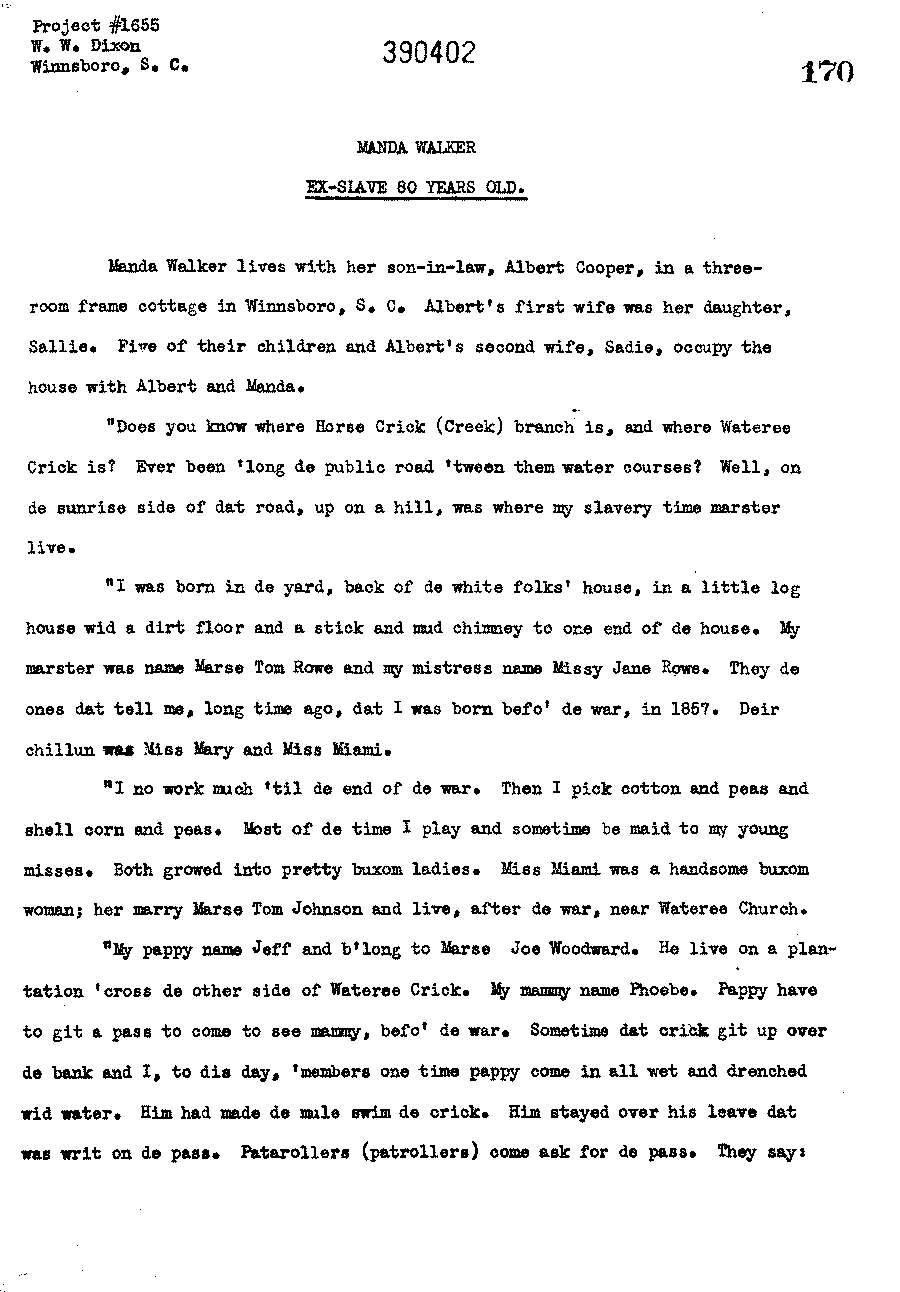 Project #1655
W. W. Dixon
Winnsboro, S. C.
390402
170
MANDA WALKER
EX-SLAVE 80 YEARS OLD.
Manda Walker lives with her son-in-law, Albert Cooper, in a three-
room frame cottage in Winnsboro, S. C. Albert's first wife was her daughter,
Sallie. Five of their children and Albert's second wife, Sadie, occupy the
house with Albert and Manda.
"Does you know where Horse Crick (Creek) branch is, and where Wateree
Crick is? Ever been 'long de public road 'tween them water courses? Well, on
de sunrise side of dat road, up on a hill, was where my slavery time marster
live.
"I was born in de yard, back of de white folks' house, in a little log
house wid a dirt floor and a stick and mud chimney to one end of de house. My
marster was name Marse Tom Rowe and my mistress name Missy Jane Rowe. They de
ones dat tell me, long time ago, dat I was born befo' de war, in 1857. Deir
chillun was Miss Mary and Miss Miami.
"I no work much 'til de end of de war. Then I pick cotton and peas and
shell corn and peas. Most of de time I play and sometime be maid to my young
misses. Both growed into pretty buxom ladies. Miss Miami was a handsome buxom
woman; her marry Marse Tom Johnson and live, after de war, near Wateree Church.
"My pappy name Jeff and b'long to Marse Joe Woodward. He live on a plan-
tation 'cross de other side of Wateree Crick. My mammy name Phoebe. Pappy have
to git a pass to come to see mammy, befo' de war. Sometime dat crick git up over
de bank and I, to dis day, 'members one time pappy come in all wet and drenched
wid water. Him had made de mule swim de crick. Him stayed over his leave dat
was writ on de pass. Patarollers (patrollers) come ask for de pass. They say: